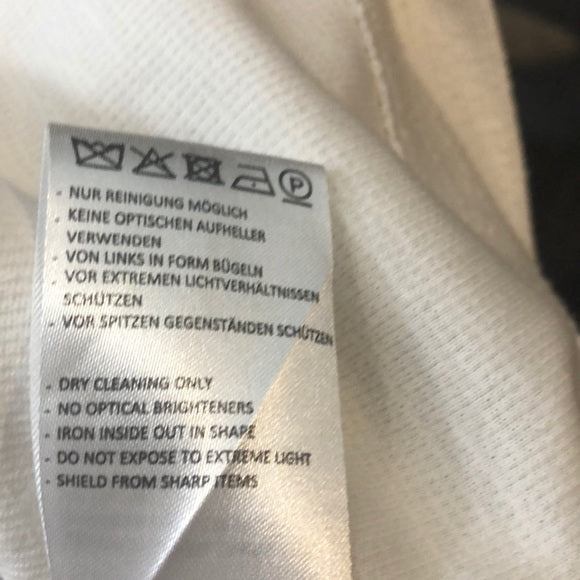 P
- NUR REINIGUNG MÖGLICH
- KEINE OPTISCHEN AUFHELLER
VERWENDEN
- VON LINKS IN FORM BÜGELN
- VOR EXTREMEN LICHTVERHÄLTNISSEN
SCHÜTZEN
- VOR SPITZEN GEGENSTÄNDEN SCHÜTZEN
- DRY CLEANING ONLY
- NO OPTICAL BRIGHTENERS
- IRON INSIDE OUT IN SHAPE
- DO NOT EXPOSE TO EXTREME LIGHT
- SHIELD FROM SHARP ITEMS